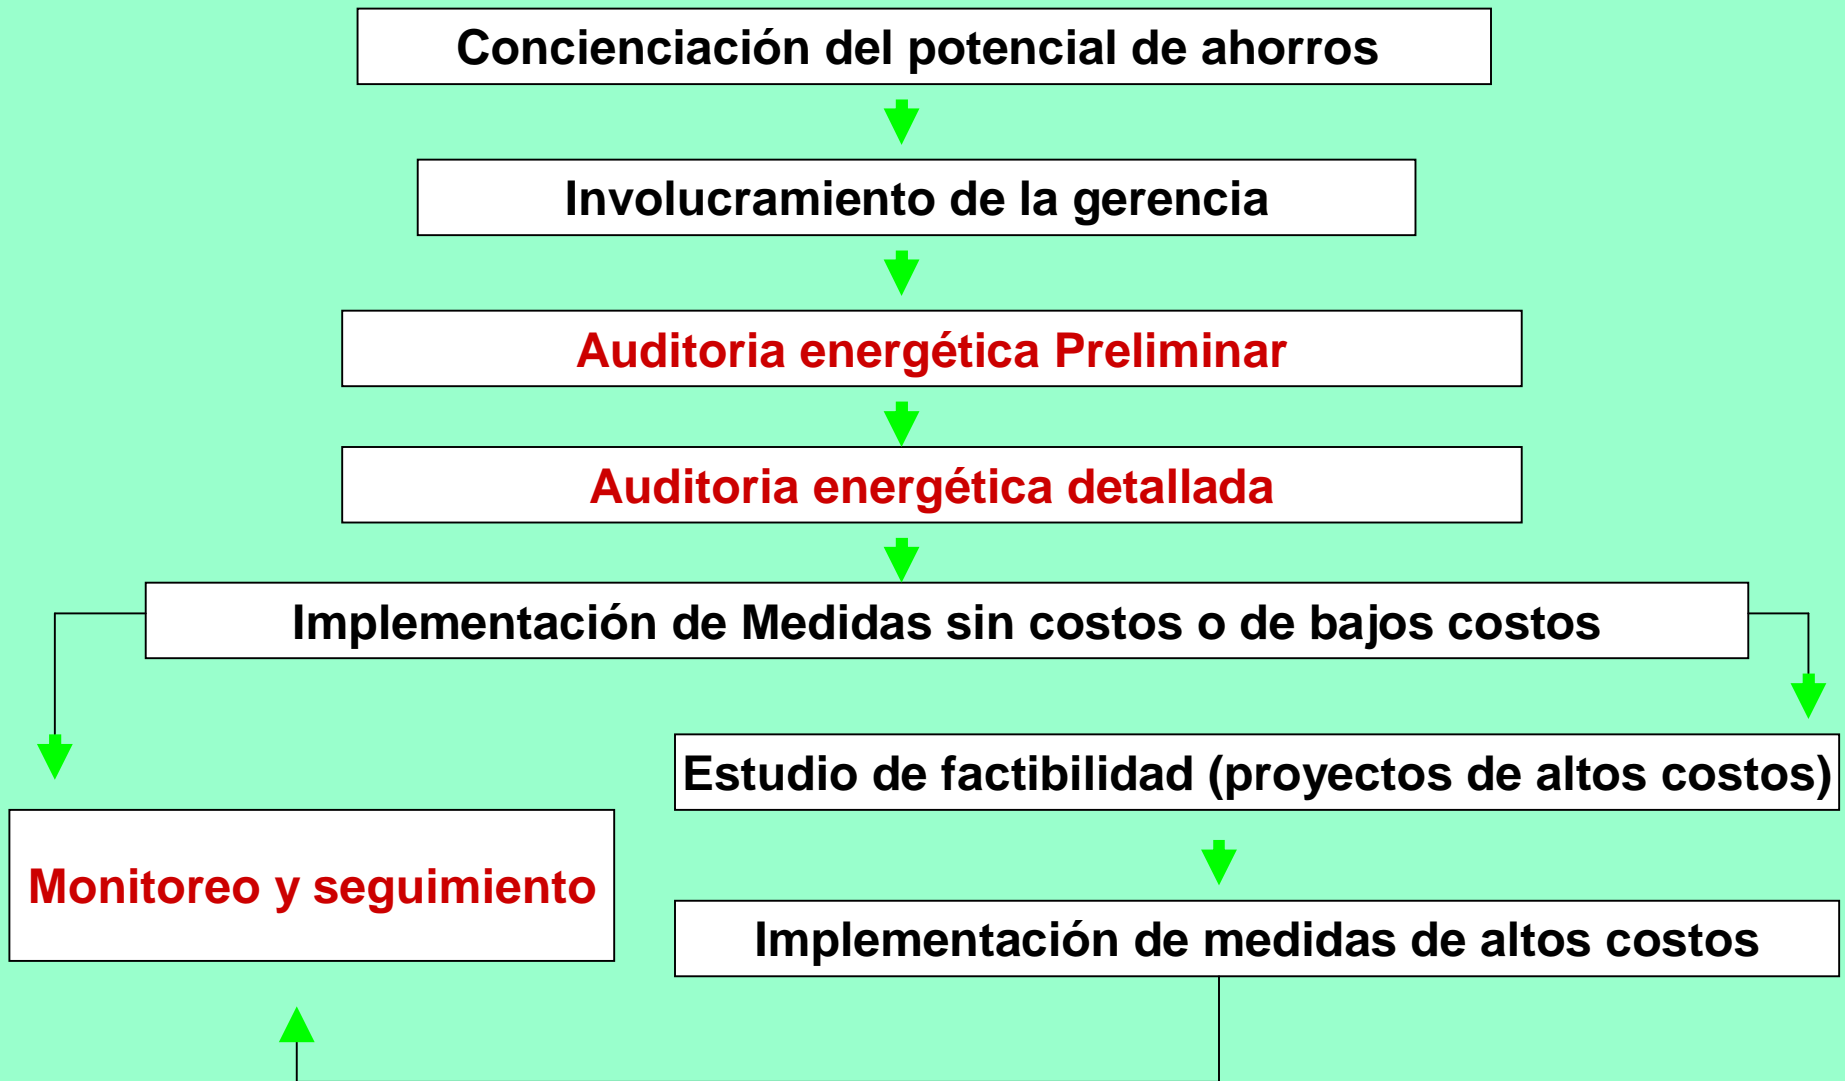 Concienciación del potencial de ahorros
Involucramiento de la gerencia
Auditoria energética Preliminar
Auditoria energética detallada
Implementación de Medidas sin costos o de bajos costos
Estudio de factibilidad (proyectos de altos costos)
Monitoreo y seguimiento
Implementación de medidas de altos costos